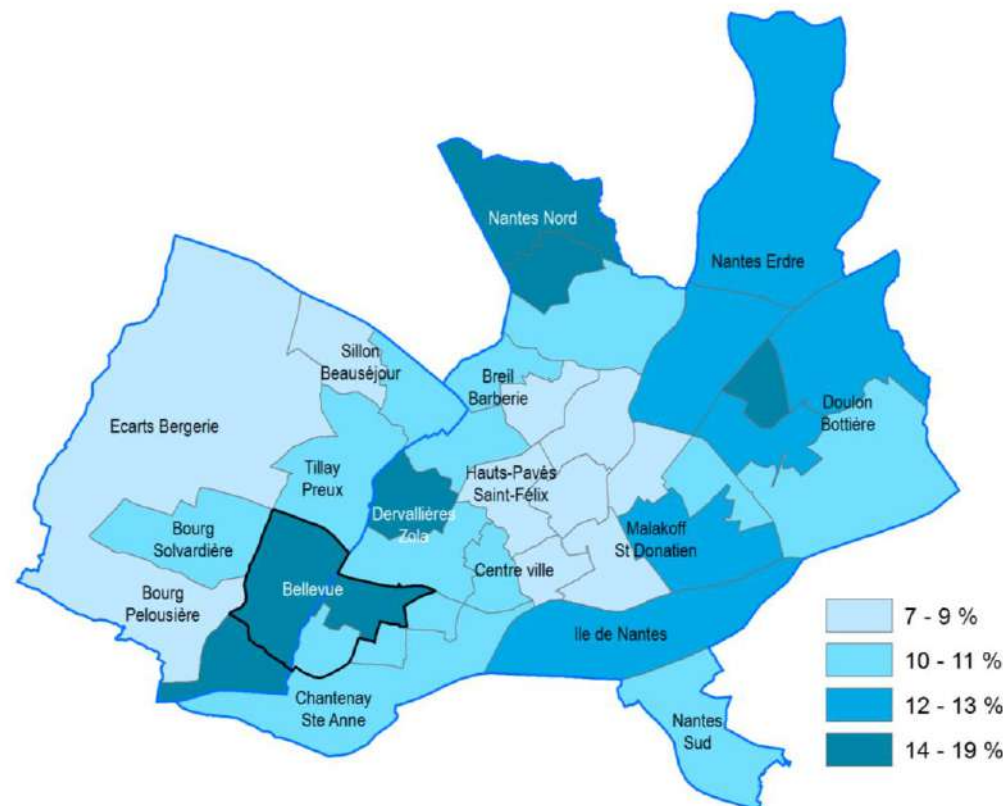 Nantes Nord
Nantes Erdre
Sillon
Beauséjour
Breil
Barberie
Doulon
Bottière
Ecarts Bergerie
Tillay
Preux
Hauts-Pavés
Saint-Félix
Dervallières
Zola
Bourg
Solvardière
Malakoff
St Donatien
Centre ville
Bellevue
Bourg
Pelousière
Ile de Nantes
Chantenay
Ste Anne
Nantes
Sud
7 - 9 %
10 - 11 %
12 - 13 %
14 - 19 %